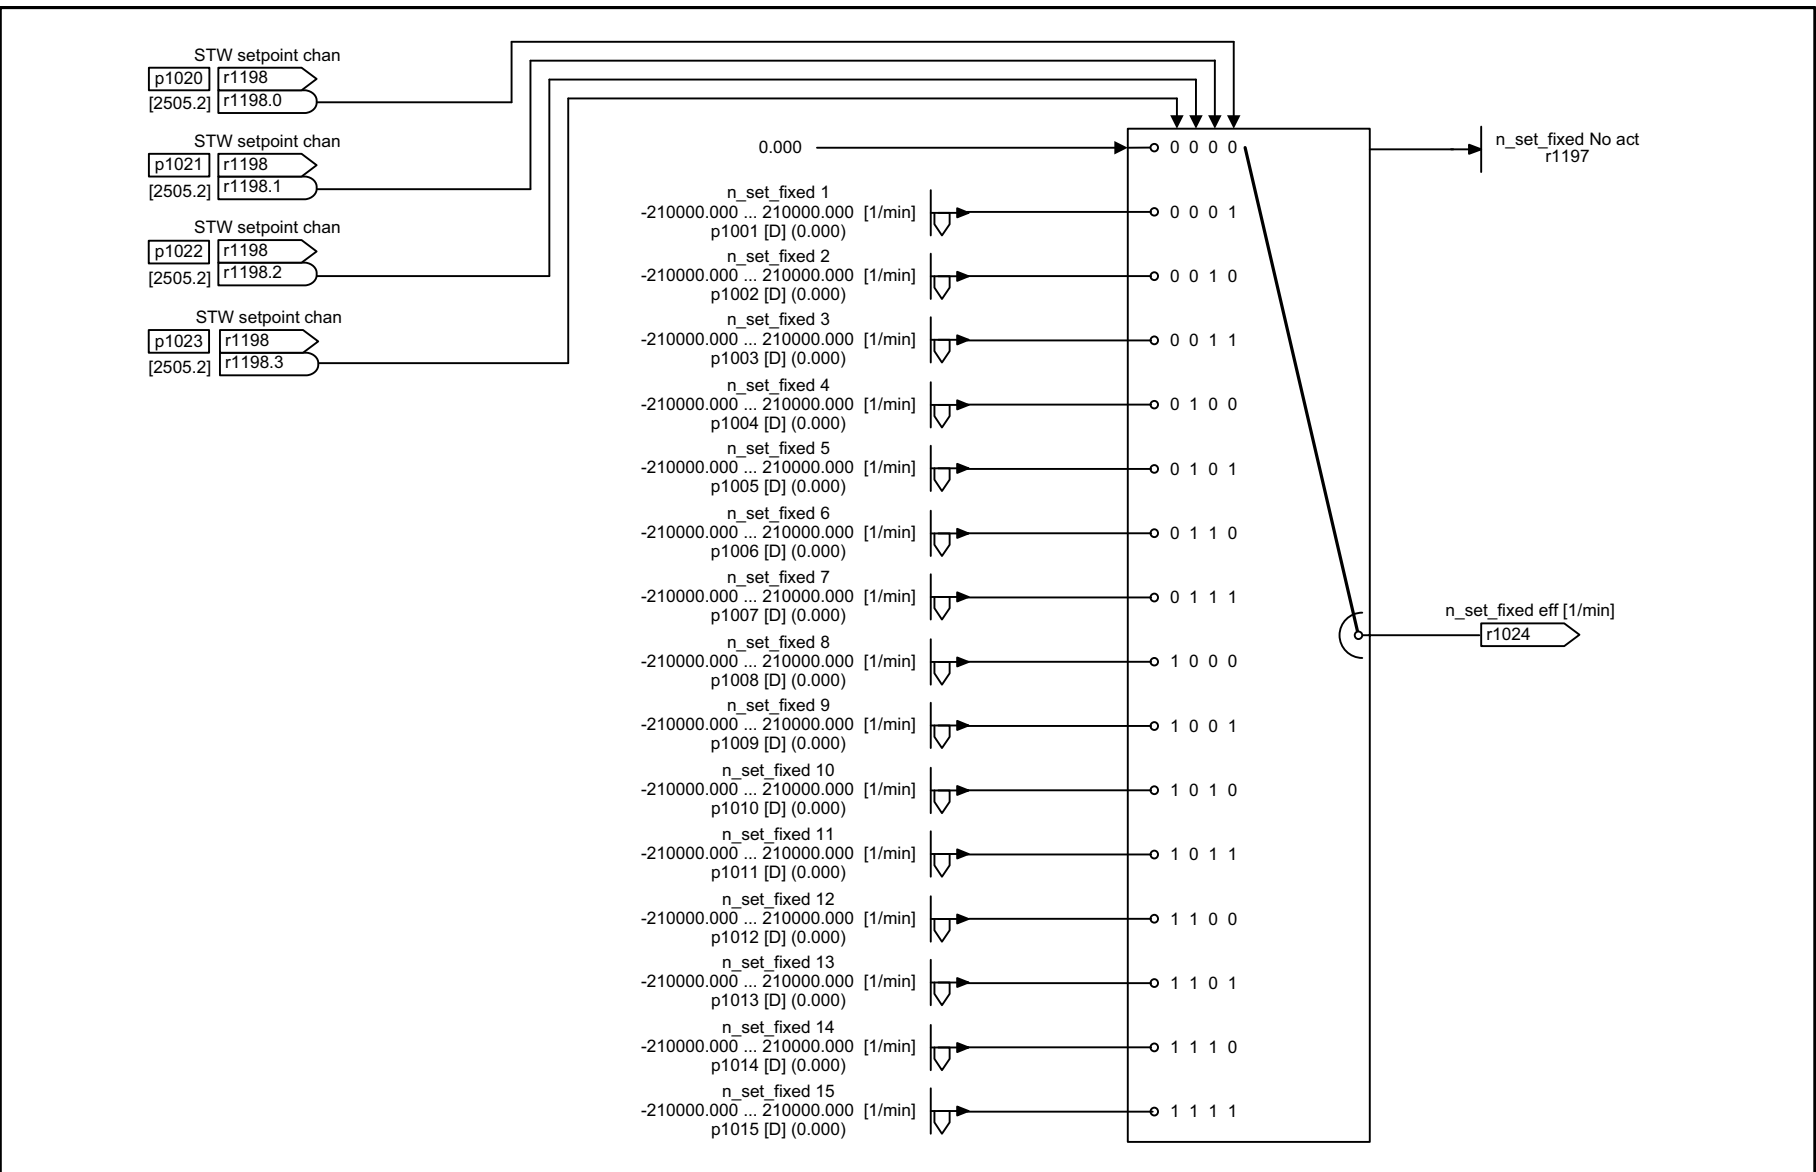 STW setpoint chan
p1020 r1198
[2505.2] r1198.0
STW setpoint chan
p1021 r1198
[2505.2] r1198.1
STW setpoint chan
p1022 r1198
[2505.2] r1198.2
STW setpoint chan
p1023 r1198
[2505.2] r1198.3
0.000
0 0 0 0
n_set_fixed No act
r1197
n_set_fixed 1
-210000.000 ... 210000.000 [1/min]
p1001 [D] (0.000)
0 0 0 1
n_set_fixed 2
-210000.000 ... 210000.000 [1/min]
p1002 [D] (0.000)
0 0 1 0
n_set_fixed 3
-210000.000 ... 210000.000 [1/min]
p1003 [D] (0.000)
0 0 1 1
n_set_fixed 4
-210000.000 ... 210000.000 [1/min]
p1004 [D] (0.000)
0 1 0 0
n_set_fixed 5
-210000.000 ... 210000.000 [1/min]
p1005 [D] (0.000)
0 1 0 1
n_set_fixed 6
-210000.000 ... 210000.000 [1/min]
p1006 [D] (0.000)
0 1 1 0
n_set_fixed 7
-210000.000 ... 210000.000 [1/min]
p1007 [D] (0.000)
0 1 1 1
n_set_fixed eff [1/min]
r1024
n_set_fixed 8
-210000.000 ... 210000.000 [1/min]
p1008 [D] (0.000)
1 0 0 0
n_set_fixed 9
-210000.000 ... 210000.000 [1/min]
p1009 [D] (0.000)
1 0 0 1
n_set_fixed 10
-210000.000 ... 210000.000 [1/min]
p1010 [D] (0.000)
1 0 1 0
n_set_fixed 11
-210000.000 ... 210000.000 [1/min]
p1011 [D] (0.000)
1 0 1 1
n_set_fixed 12
-210000.000 ... 210000.000 [1/min]
p1012 [D] (0.000)
1 1 0 0
n_set_fixed 13
-210000.000 ... 210000.000 [1/min]
p1013 [D] (0.000)
1 1 0 1
n_set_fixed 14
-210000.000 ... 210000.000 [1/min]
p1014 [D] (0.000)
1 1 1 0
n_set_fixed 15
-210000.000 ... 210000.000 [1/min]
p1015 [D] (0.000)
1 1 1 1